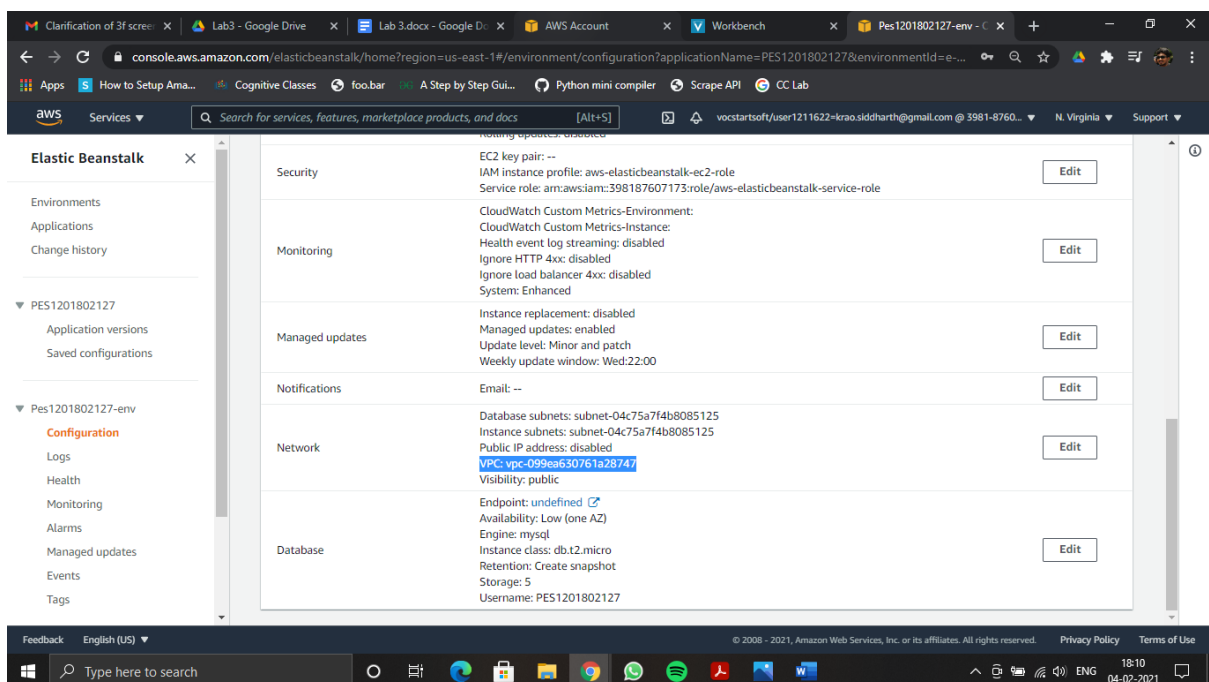 Clarification of 3f scree
Lab3 - Google Drive
Lab 3.docx - Google Do
AWS Account
Workbench
Pes1201802127-env - C
console.aws.amazon.com/elasticbeanstalk/home?region=us-east-1#/environment/configuration?applicationName=PES1201802127&environmentId=e-...
Apps
How to Setup Ama...
Cognitive Classes
foo.bar
A Step by Step Gui...
Python mini compiler
Scrape API
CC Lab
aws
Services
Search for services, features, marketplace products, and docs
[Alt+S]
vocstartsoft/user1211622=krao.siddharth@gmail.com @ 3981-8760...
N. Virginia
Support
Elastic Beanstalk
Environments
Applications
Change history
PES1201802127
Application versions
Saved configurations
Pes1201802127-env
Configuration
Logs
Health
Monitoring
Alarms
Managed updates
Events
Tags
Rolling updates: disabled
Security
EC2 key pair: --
IAM instance profile: aws-elasticbeanstalk-ec2-role
Service role: arn:aws:iam::398187607173:role/aws-elasticbeanstalk-service-role
Edit
Monitoring
CloudWatch Custom Metrics-Environment:
CloudWatch Custom Metrics-Instance:
Health event log streaming: disabled
Ignore HTTP 4xx: disabled
Ignore load balancer 4xx: disabled
System: Enhanced
Edit
Managed updates
Instance replacement: disabled
Managed updates: enabled
Update level: Minor and patch
Weekly update window: Wed:22:00
Edit
Notifications
Email: --
Edit
Network
Database subnets: subnet-04c75a7f4b8085125
Instance subnets: subnet-04c75a7f4b8085125
Public IP address: disabled
VPC: vpc-099ea630761a28747
Visibility: public
Edit
Database
Endpoint: undefined
Availability: Low (one AZ)
Engine: mysql
Instance class: db.t2.micro
Retention: Create snapshot
Storage: 5
Username: PES1201802127
Edit
Feedback
English (US)
© 2008 - 2021, Amazon Web Services, Inc. or its affiliates. All rights reserved.
Privacy Policy
Terms of Use
Type here to search
ENG
18:10
04-02-2021